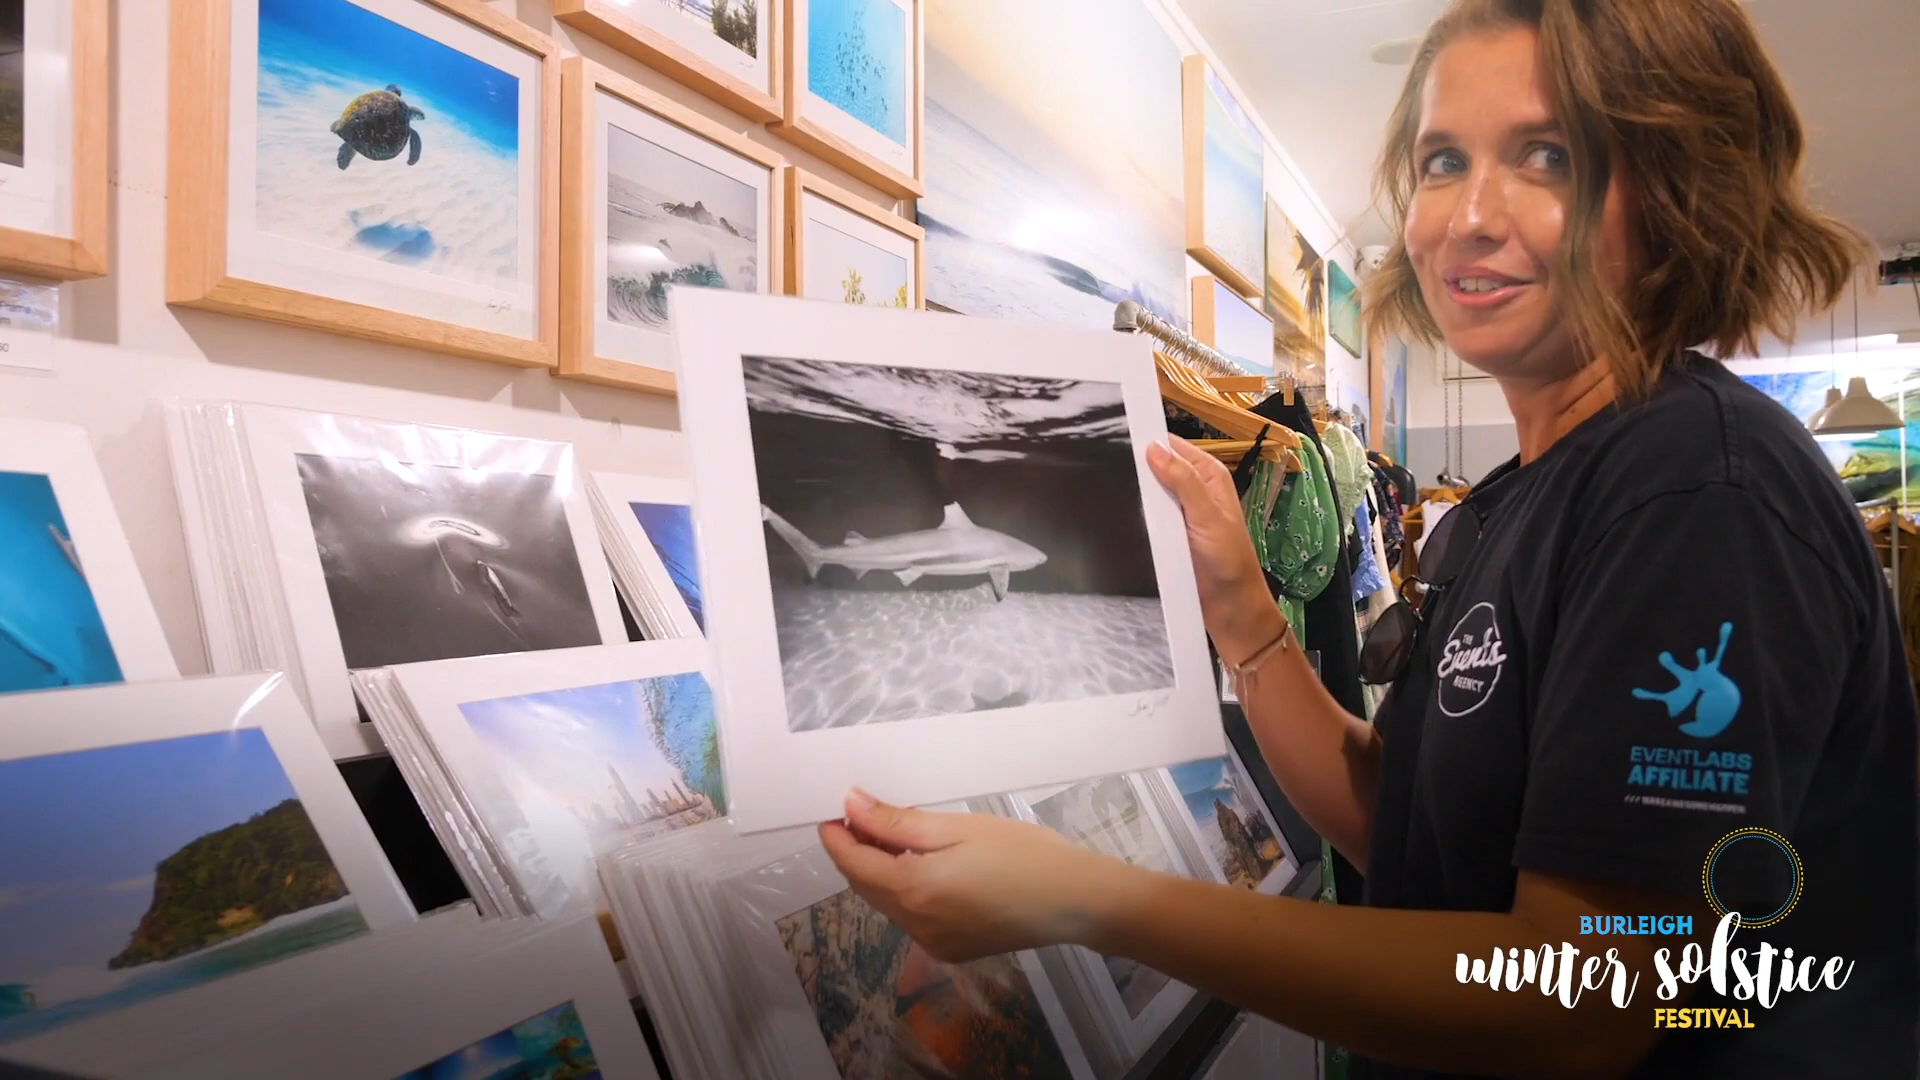 THE
Events
AGENCY
EVENTLABS
AFFILIATE
BURLEIGH
winter solstice
FESTIVAL